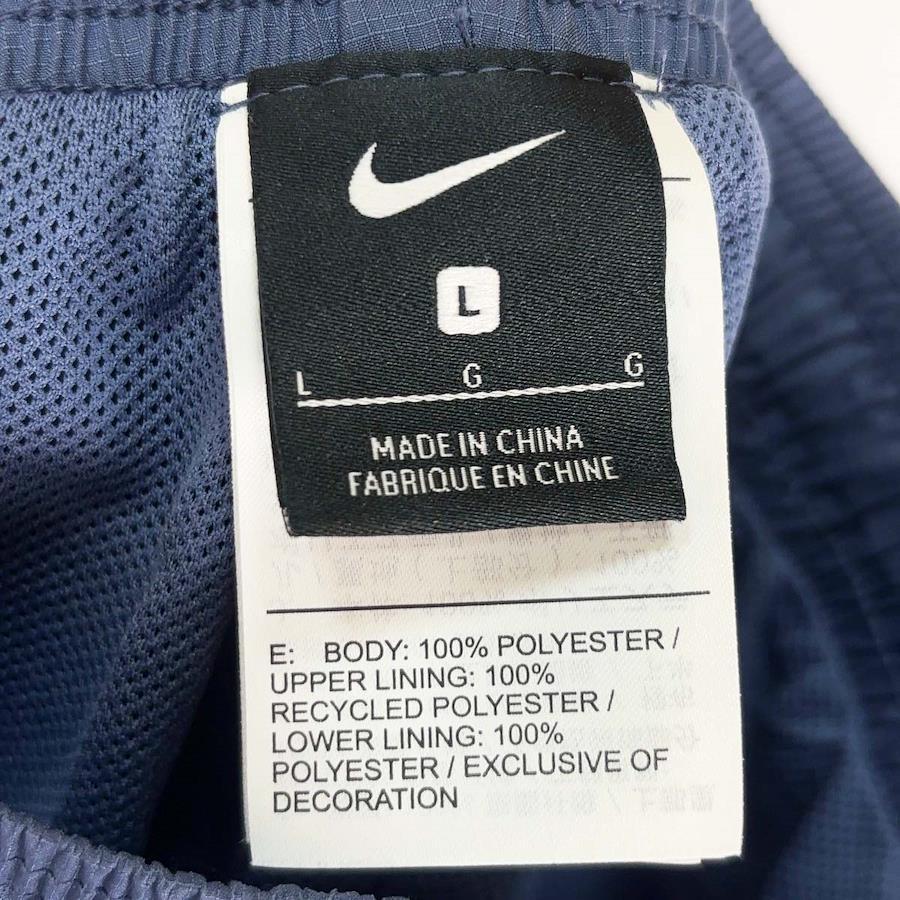 L
L G G
MADE IN CHINA
FABRIQUE EN CHINE
E: BODY: 100% POLYESTER /
UPPER LINING: 100%
RECYCLED POLYESTER /
LOWER LINING: 100%
POLYESTER / EXCLUSIVE OF
DECORATION